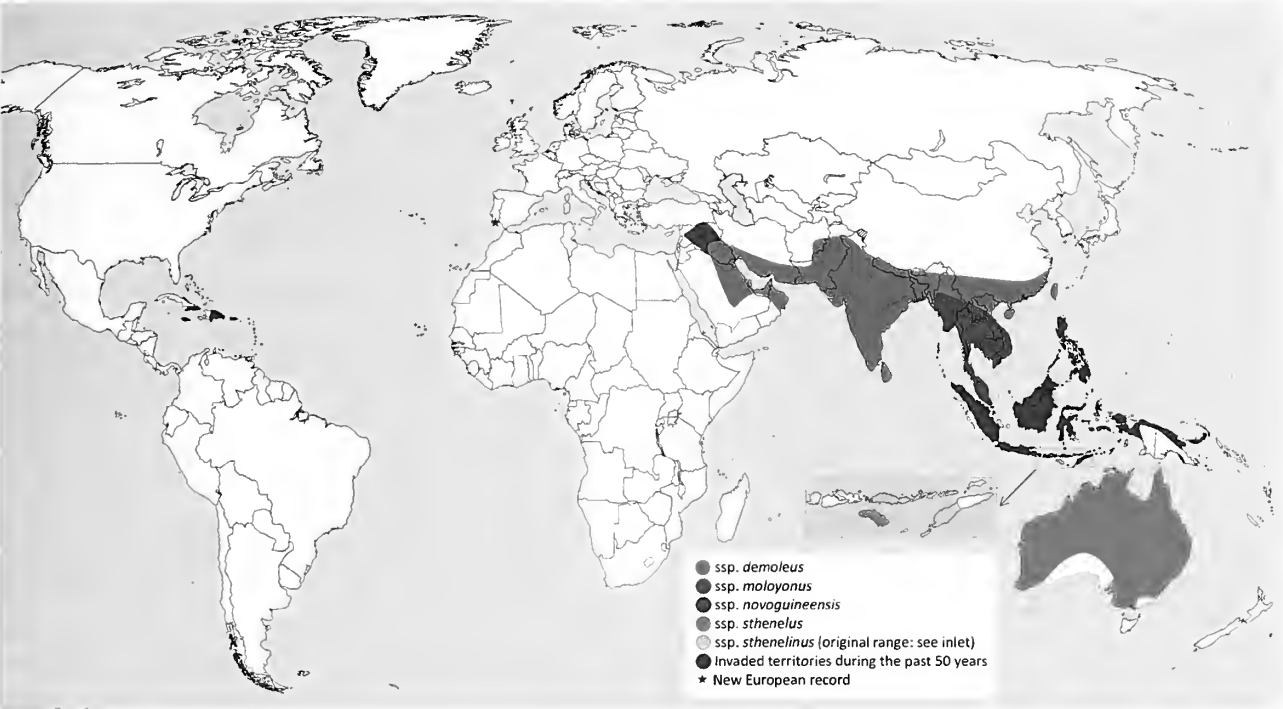 ssp. demoleus
ssp. moloyonus
ssp. novoguineensis
ssp. sthenelus
ssp. sthenelinus (original range: see inlet)
Invaded territories during the past 50 years
★ New European record